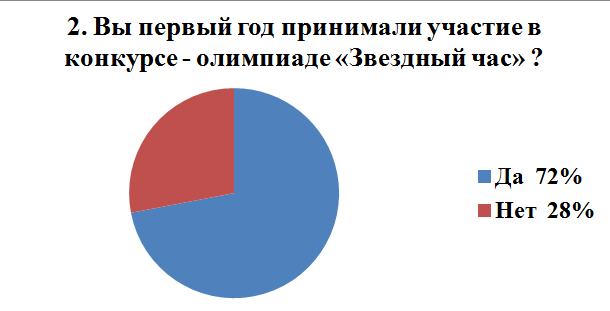 2. Вы первый год принимали участие в
конкурсе - олимпиаде «Звездный час» ?
Да 72%
Нет 28%